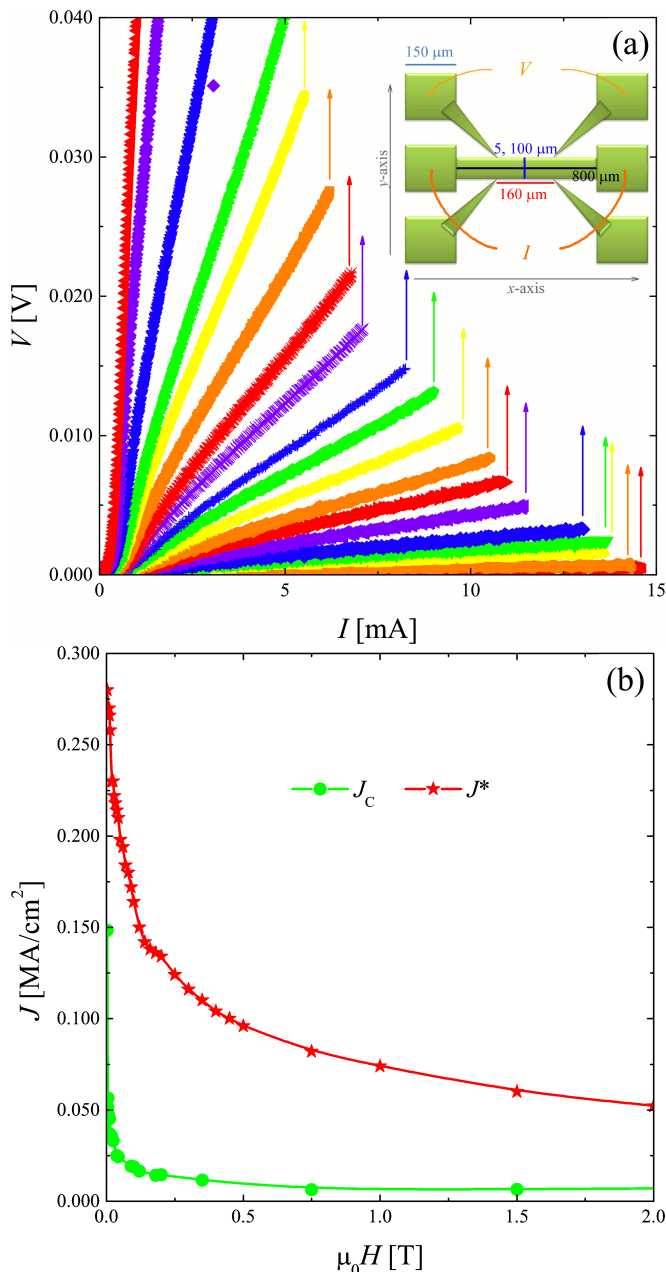 (a)
0.040
0.030
0.020
0.010
0.000
V [V]
0
5
10
15
I [mA]
150 μm
V
5, 100 μm
800 μm
160 μm
I
y-axis
x-axis
(b)
0.300
0.250
0.200
0.150
0.100
0.050
0.000
J [MA/cm²]
J_C J*
0.0 0.5 1.0 1.5 2.0
μ₀H [T]